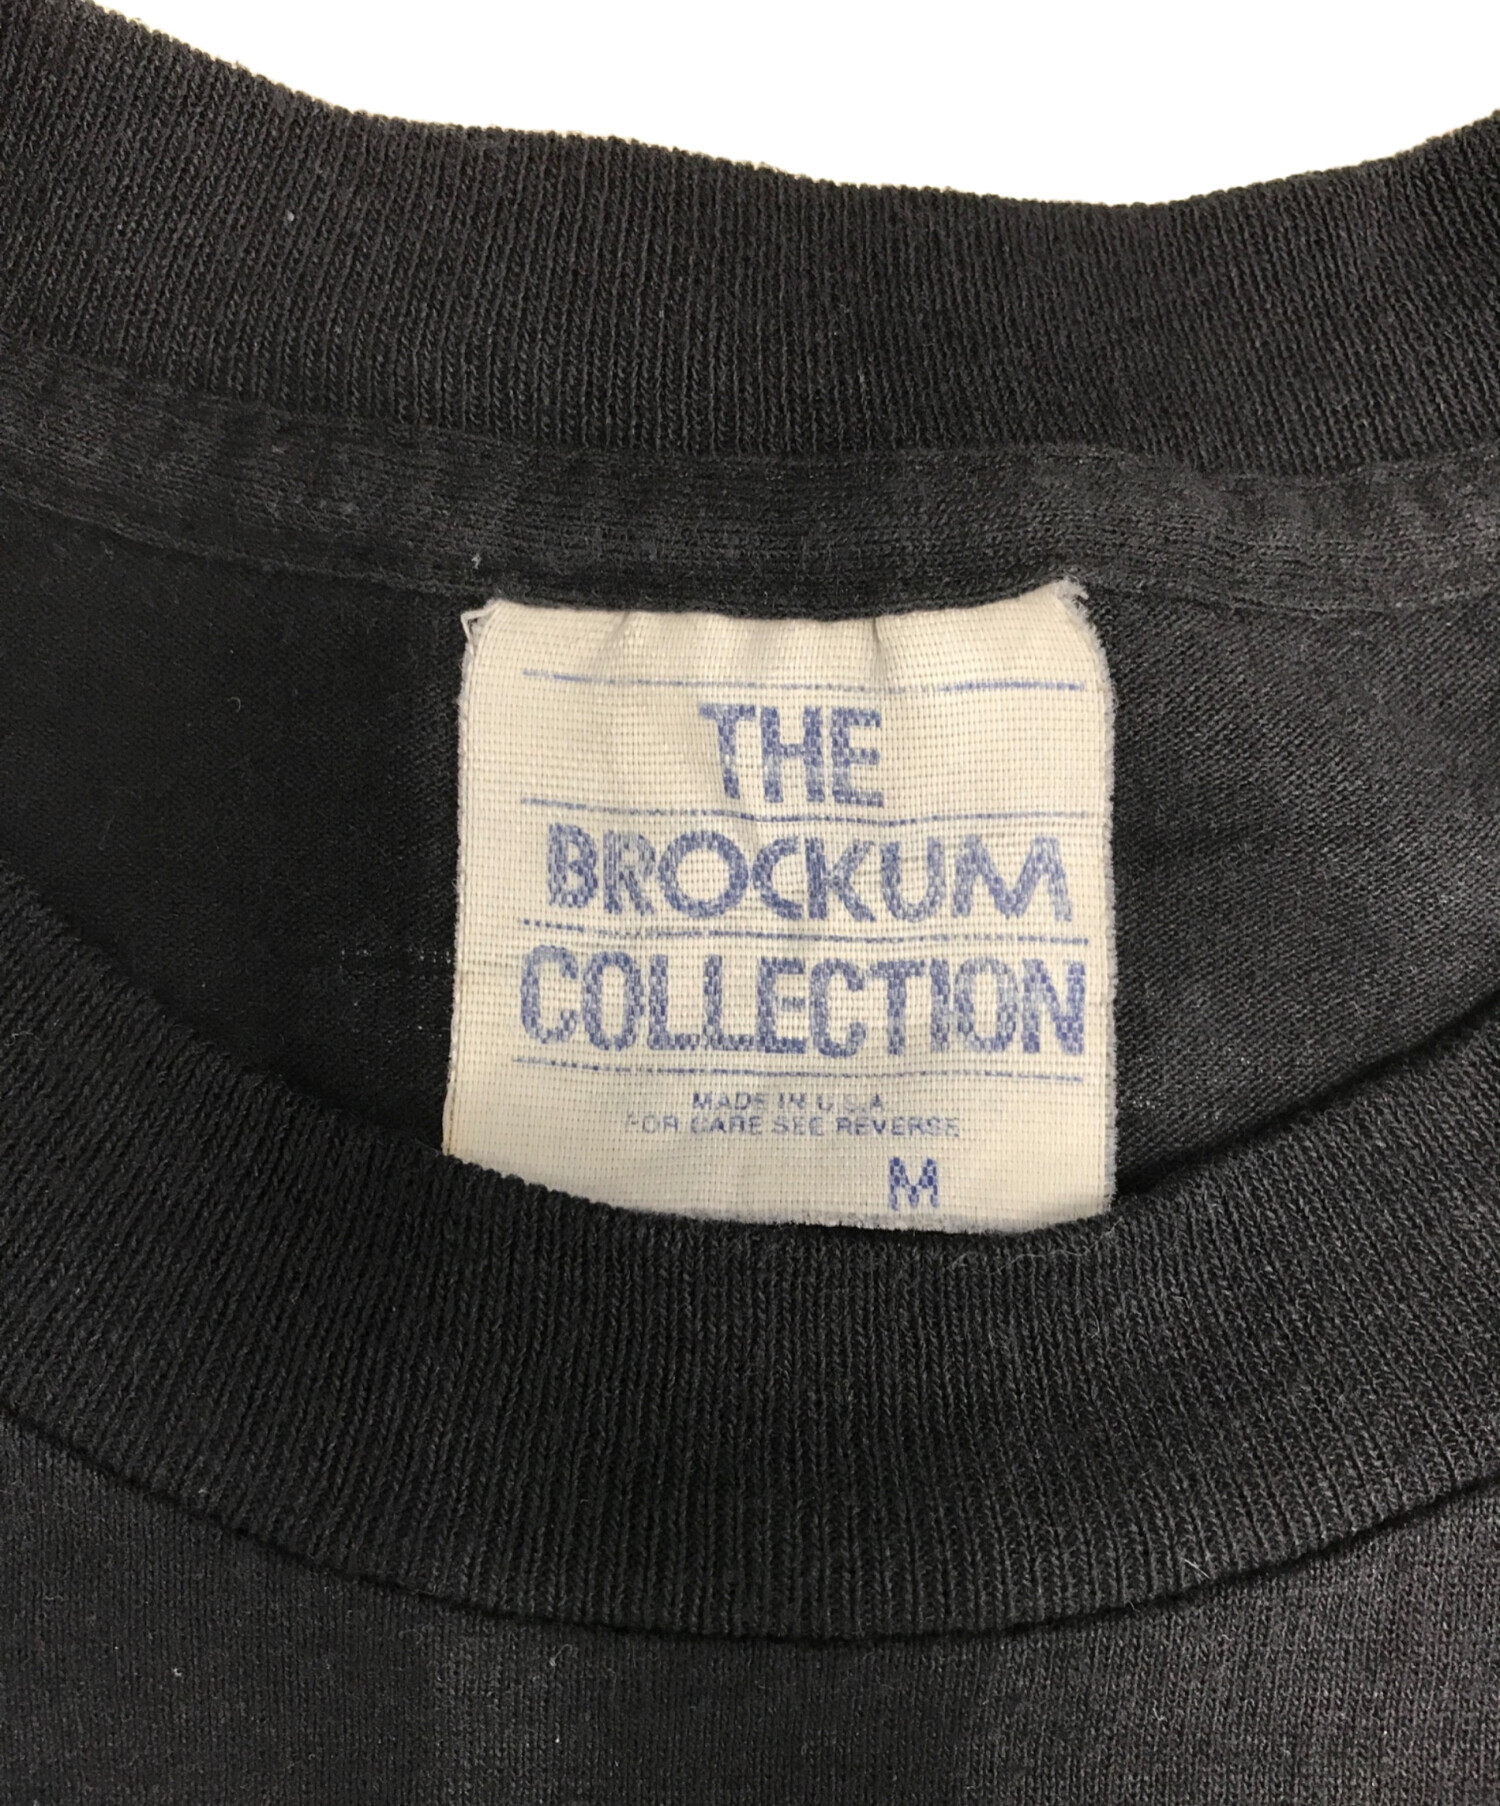 THE
BROCKUM
COLLECTION
MADE IN U.S.A.
FOR CARE SEE REVERSE
M